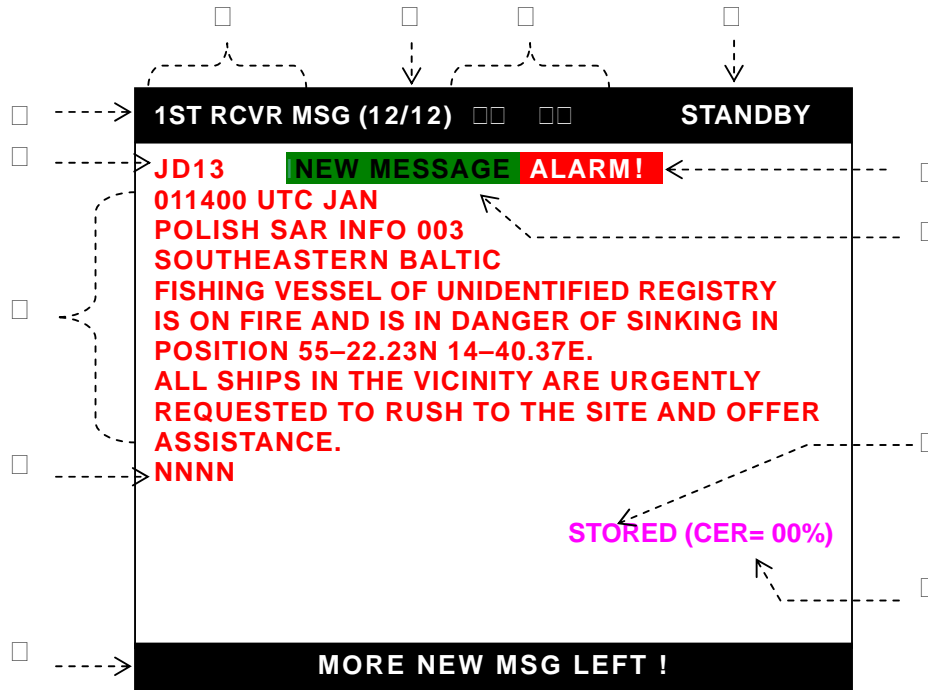 1ST RCVR MSG (12/12) □□ □□ STANDBY
JD13 NEW MESSAGE ALARM!
011400 UTC JAN
POLISH SAR INFO 003
SOUTHEASTERN BALTIC
FISHING VESSEL OF UNIDENTIFIED REGISTRY
IS ON FIRE AND IS IN DANGER OF SINKING IN
POSITION 55–22.23N 14–40.37E.
ALL SHIPS IN THE VICINITY ARE URGENTLY
REQUESTED TO RUSH TO THE SITE AND OFFER
ASSISTANCE.
NNNN
STORED (CER= 00%)
MORE NEW MSG LEFT !